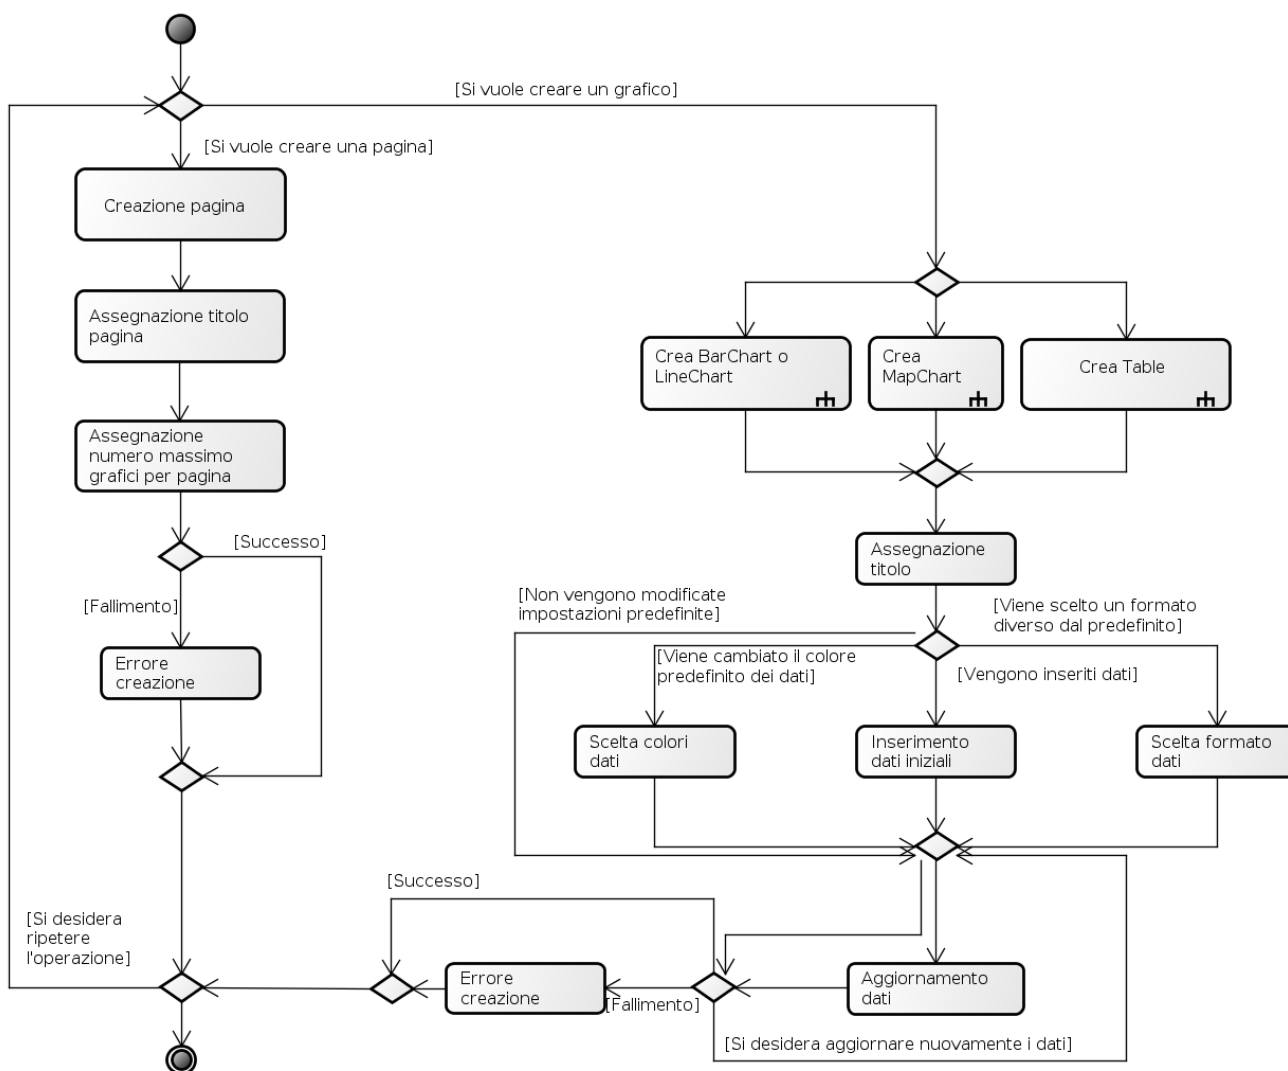 [Si vuole creare un grafico]
[Si vuole creare una pagina]
Creazione pagina
Assegnazione titolo
pagina
Assegnazione
numero massimo
grafici per pagina
[Successo]
[Fallimento]
Errore
creazione
[Si desidera
ripetere
l'operazione]
Crea BarChart o
LineChart
Crea
MapChart
Crea Table
Assegnazione
titolo
[Non vengono modificate
impostazioni predefinite]
[Viene scelto un formato
diverso dal predefinito]
[Viene cambiato il colore
predefinito dei dati]
[Vengono inseriti dati]
Scelta colori
dati
Inserimento
dati iniziali
Scelta formato
dati
[Successo]
Errore
creazione
[Fallimento]
Aggiornamento
dati
[Si desidera aggiornare nuovamente i dati]